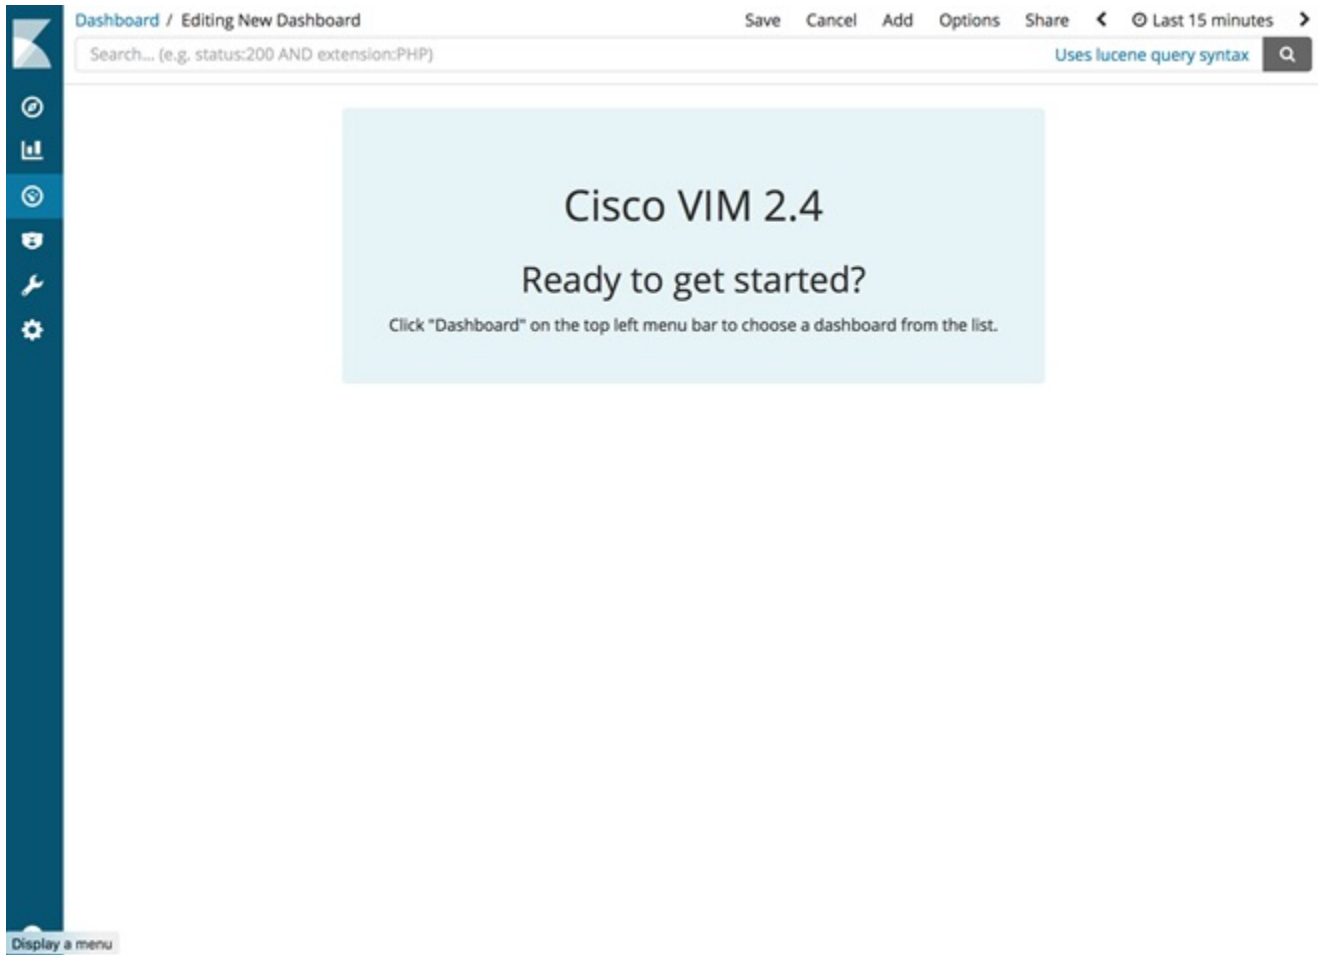 Dashboard / Editing New Dashboard Save Cancel Add Options Share Last 15 minutes
Search... (e.g. status:200 AND extension:PHP) Uses lucene query syntax
Cisco VIM 2.4
Ready to get started?
Click "Dashboard" on the top left menu bar to choose a dashboard from the list.
Display a menu